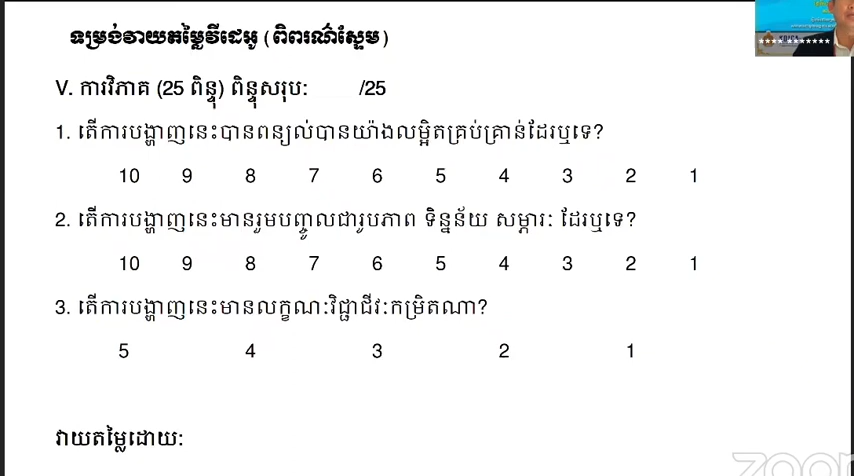 ទម្រង់វាយតម្លៃវីដេអូ (ពិពរណ៌ស្ទែម)
V. ការវិភាគ (25 ពិន្ទុ) ពិន្ទុសរុប: /25
1. តើការបង្ហាញនេះបានពន្យល់បានយ៉ាងលម្អិតគ្រប់គ្រាន់ដែរឬទេ?
10 9 8 7 6 5 4 3 2 1
2. តើការបង្ហាញនេះមានរួមបញ្ចូលជារូបភាព ទិន្នន័យ សម្ភារៈ ដែរឬទេ?
10 9 8 7 6 5 4 3 2 1
3. តើការបង្ហាញនេះមានលក្ខណៈវិជ្ជាជីវៈកម្រិតណា?
5 4 3 2 1
វាយតម្លៃដោយ:
zoom